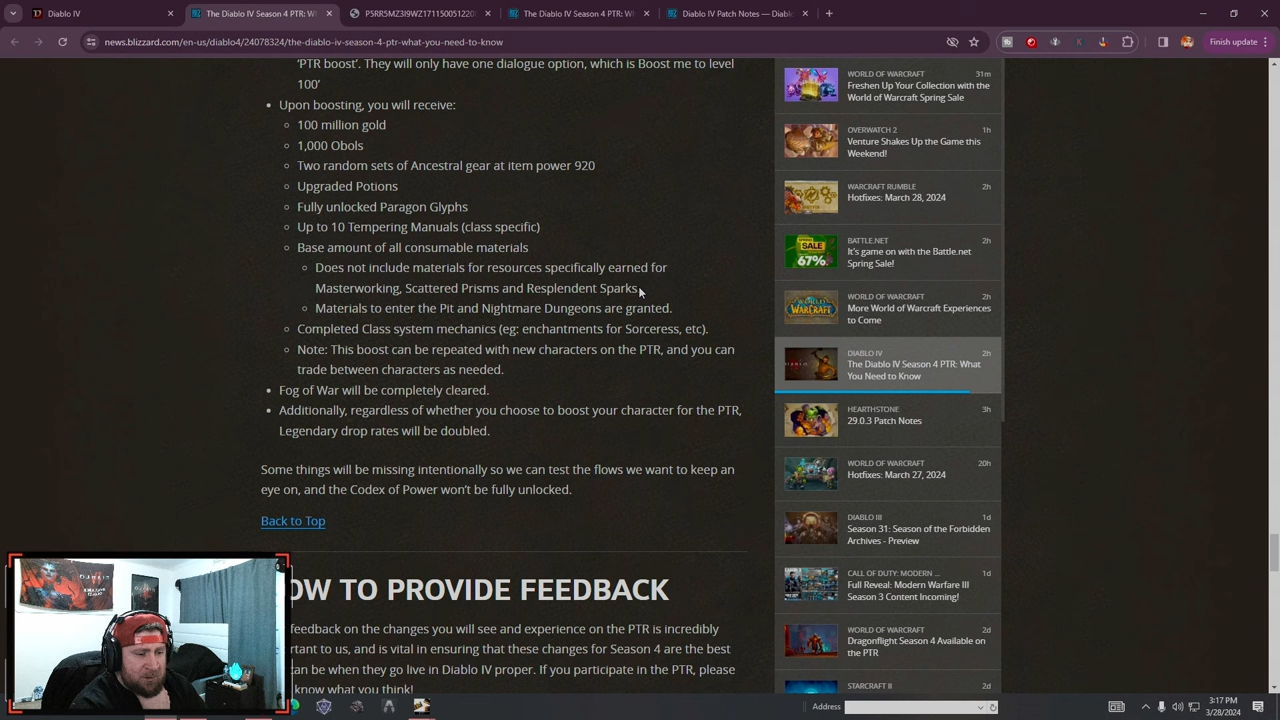 Diablo IV
The Diablo IV Season 4 PTR: Wh
P5RR5MZ3I9WZ171150051220
The Diablo IV Season 4 PTR: Wh
Diablo IV Patch Notes — Diablo
news.blizzard.com/en-us/diablo4/24078324/the-diablo-iv-season-4-ptr-what-you-need-to-know
Finish update
'PTR boost'. They will only have one dialogue option, which is Boost me to level
100'
Upon boosting, you will receive:
100 million gold
1,000 Obols
Two random sets of Ancestral gear at item power 920
Upgraded Potions
Fully unlocked Paragon Glyphs
Up to 10 Tempering Manuals (class specific)
Base amount of all consumable materials
Does not include materials for resources specifically earned for
Masterworking, Scattered Prisms and Resplendent Sparks.
Materials to enter the Pit and Nightmare Dungeons are granted.
Completed Class system mechanics (eg: enchantments for Sorceress, etc).
Note: This boost can be repeated with new characters on the PTR, and you can
trade between characters as needed.
Fog of War will be completely cleared.
Additionally, regardless of whether you choose to boost your character for the PTR,
Legendary drop rates will be doubled.
Some things will be missing intentionally so we can test the flows we want to keep an
eye on, and the Codex of Power won't be fully unlocked.
Back to Top
OW TO PROVIDE FEEDBACK
feedback on the changes you will see and experience on the PTR is incredibly
rtant to us, and is vital in ensuring that these changes for Season 4 are the best
can be when they go live in Diablo IV proper. If you participate in the PTR, please
know what you think!
WORLD OF WARCRAFT 31m
Freshen Up Your Collection with the
World of Warcraft Spring Sale
OVERWATCH 2 1h
Venture Shakes Up the Game this
Weekend!
WARCRAFT RUMBLE 2h
Hotfixes: March 28, 2024
SALE
67%
BATTLE.NET 2h
It's game on with the Battle.net
Spring Sale!
WORLD OF WARCRAFT 2h
More World of Warcraft Experiences
to Come
DIABLO IV 2h
The Diablo IV Season 4 PTR: What
You Need to Know
HEARTHSTONE 3h
29.0.3 Patch Notes
WORLD OF WARCRAFT 20h
Hotfixes: March 27, 2024
DIABLO III 1d
Season 31: Season of the Forbidden
Archives - Preview
CALL OF DUTY: MODERN ... 1d
Full Reveal: Modern Warfare III
Season 3 Content Incoming!
WORLD OF WARCRAFT 2d
Dragonflight Season 4 Available on
the PTR
STARCRAFT II 2d
Address
3:17 PM
3/28/2024